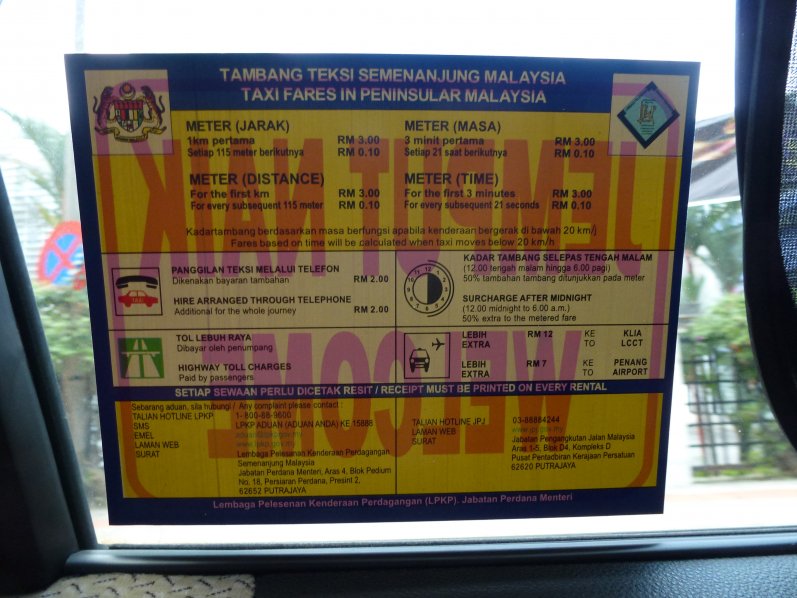 TAMBANG TEKSI SEMENANJUNG MALAYSIA
TAXI FARES IN PENINSULAR MALAYSIA
METER (JARAK)
1km pertama RM 3.00
Setiap 115 meter berikutnya RM 0.10
METER (MASA)
3 minit pertama RM 3.00
Setiap 21 saat berikutnya RM 0.10
METER (DISTANCE)
For the first km RM 3.00
For every subsequent 115 meter RM 0.10
METER (TIME)
For the first 3 minutes RM 3.00
For every subsequent 21 seconds RM 0.10
Kadartambang berdasarkan masa berfungsi apabila kenderaan bergerak di bawah 20 km/j
Fares based on time will be calculated when taxi moves below 20 km/h
PANGGILAN TEKSI MELALUI TELEFON
Dikenakan bayaran tambahan RM 2.00
HIRE ARRANGED THROUGH TELEPHONE
Additional for the whole journey RM 2.00
KADAR TAMBANG SELEPAS TENGAH MALAM
(12.00 tengah malam hingga 6.00 pagi)
50% tambahan tambang ditunjukkan pada meter
SURCHARGE AFTER MIDNIGHT
(12.00 midnight to 6.00 a.m.)
50% extra to the metered fare
TOL LEBUH RAYA
Dibayar oleh penumpang
HIGHWAY TOLL CHARGES
Paid by passengers
LEBIH RM 12 KE KLIA
EXTRA TO LCCT
LEBIH RM 7 KE PENANG
EXTRA TO AIRPORT
SETIAP SEWAAN PERLU DICETAK RESIT / RECEIPT MUST BE PRINTED ON EVERY RENTAL
Sebarang aduan, sila hubungi / Any complaint please contact :
TALIAN HOTLINE LPKP: 1- 800-88-9600
SMS LPKP ADUAN (ADUAN ANDA) KE 15888
EMEL
LAMAN WEB
SURAT Lembaga Pelesenan Kenderaan Perdagangan
Semenanjung Malaysia
Jabatan Perdana Menteri, Aras 4, Blok Pedium
No. 18, Persiaran Perdana, Presint 2,
62652 PUTRAJAYA
TALIAN HOTLINE JPJ 03-88884244
LAMAN WEB
SURAT Jabatan Pengangkutan Jalan Malaysia
Aras 1-5, Blok D4, Kompleks D
Pusat Pentadbiran Kerajaan Persatuan
62620 PUTRAJAYA
Lembaga Pelesenan Kenderaan Perdagangan (LPKP). Jabatan Perdana Menteri
JEMPUT NAIK
WELCOME